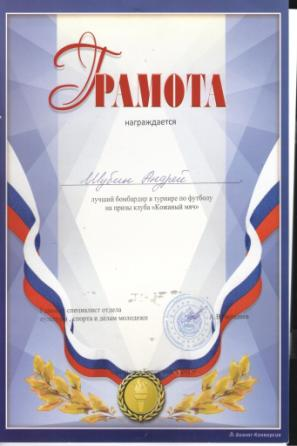 ГРАМОТА
награждается
Шубин Андрей
лучший бомбардир в турнире по футболу
на призы клуба «Кожаный мяч»
специалист отдела
спорта и делам молодежи